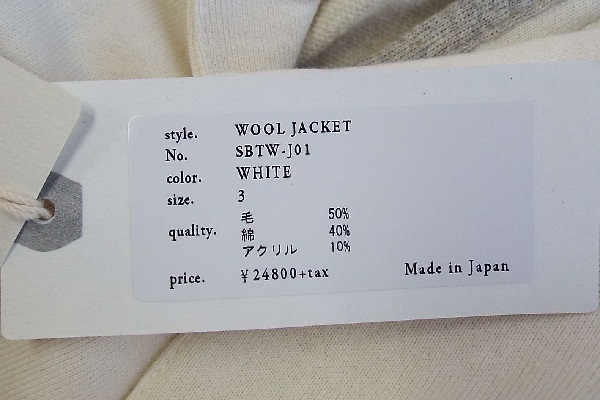 style. WOOL JACKET
No. SBTW-J01
color. WHITE
size. 3
quality. 毛 50%
綿 40%
アクリル 10%
price. ¥24800+tax Made in Japan